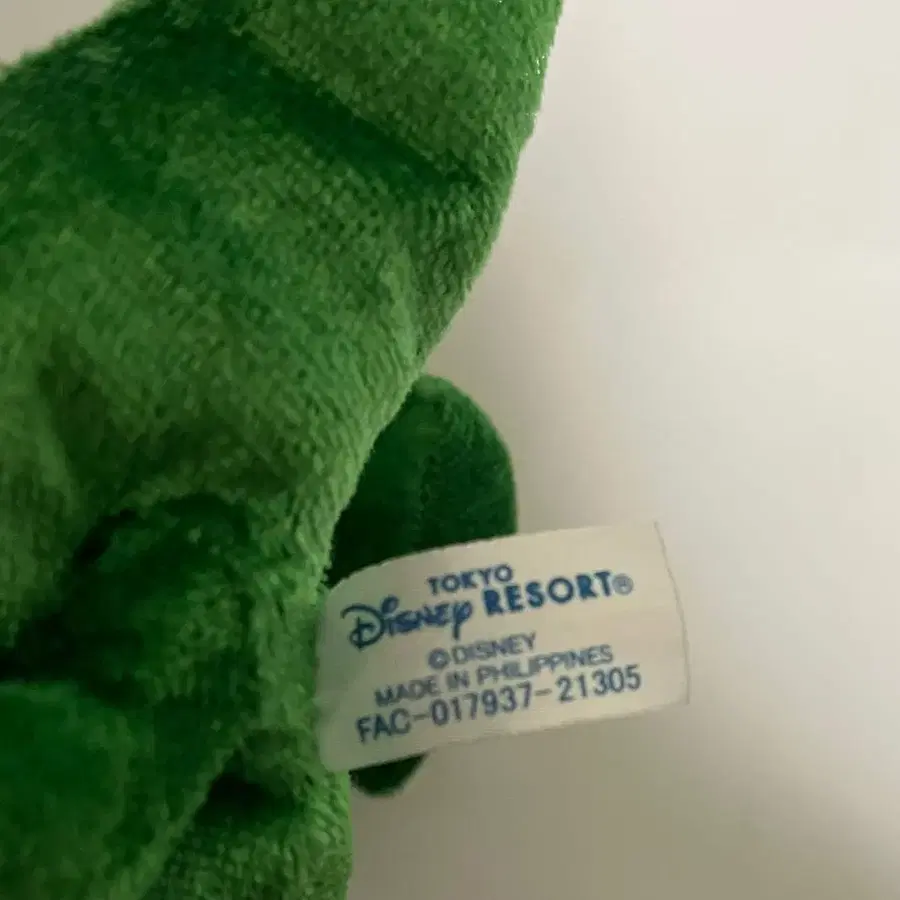 TOKYO
Disney RESORT®
©DISNEY
MADE IN PHILIPPINES
FAC-017937-21305